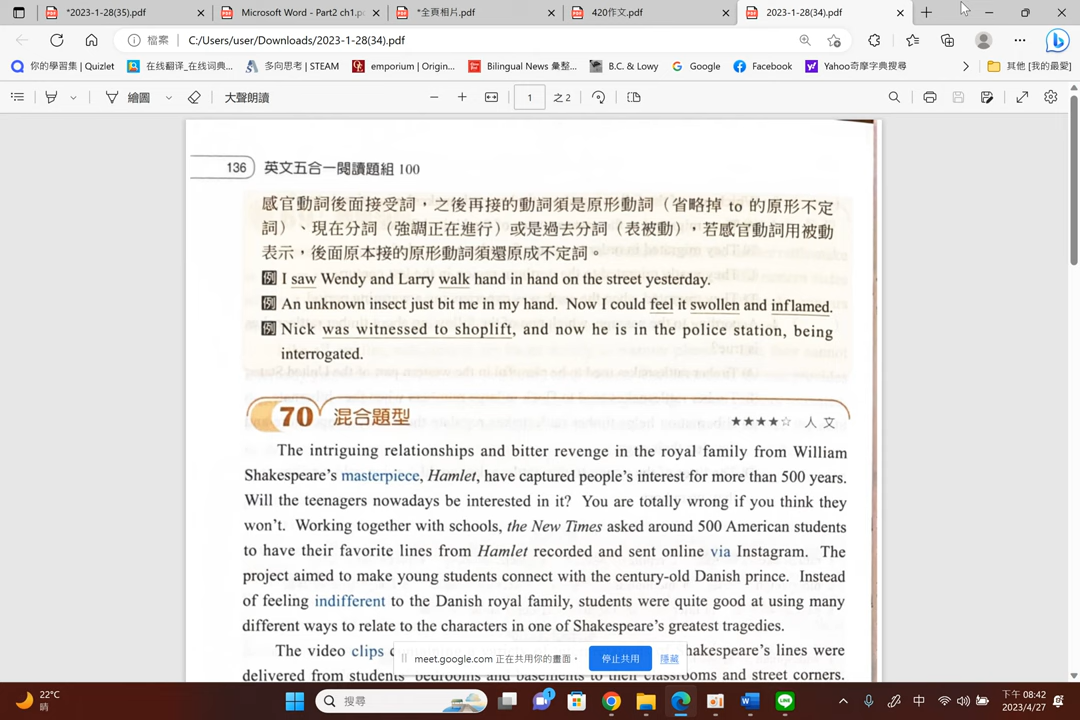 *2023-1-28(35).pdf
Microsoft Word - Part2 ch1.p
*全頁相片.pdf
420作文.pdf
2023-1-28(34).pdf
檔案
C:/Users/user/Downloads/2023-1-28(34).pdf
你的學習集 | Quizlet
在线翻译_在线词典...
多向思考 | STEAM
emporium | Origin...
Bilingual News 彙整...
B.C. & Lowy
Google
Facebook
Yahoo奇摩字典搜尋
其他 [我的最愛]
繪圖
大聲朗讀
1
之 2
136 英文五合一閱讀題組 100
感官動詞後面接受詞，之後再接的動詞須是原形動詞（省略掉 to 的原形不定
詞）、現在分詞（強調正在進行）或是過去分詞（表被動），若感官動詞用被動
表示，後面原本接的原形動詞須還原成不定詞。
例 I saw Wendy and Larry walk hand in hand on the street yesterday.
例 An unknown insect just bit me in my hand. Now I could feel it swollen and inflamed.
例 Nick was witnessed to shoplift, and now he is in the police station, being
interrogated.
70 混合題型
★★★★☆ 人 文
The intriguing relationships and bitter revenge in the royal family from William
Shakespeare's masterpiece, Hamlet, have captured people's interest for more than 500 years.
Will the teenagers nowadays be interested in it? You are totally wrong if you think they
won't. Working together with schools, the New Times asked around 500 American students
to have their favorite lines from Hamlet recorded and sent online via Instagram. The
project aimed to make young students connect with the century-old Danish prince. Instead
of feeling indifferent to the Danish royal family, students were quite good at using many
different ways to relate to the characters in one of Shakespeare's greatest tragedies.
The video clips hakespeare's lines were
delivered from students' bedrooms and basements to their classrooms and street corners.
meet.google.com 正在共用你的畫面。
停止共用
隱藏
22°C
晴
搜尋
1
中
下午 08:42
2023/4/27